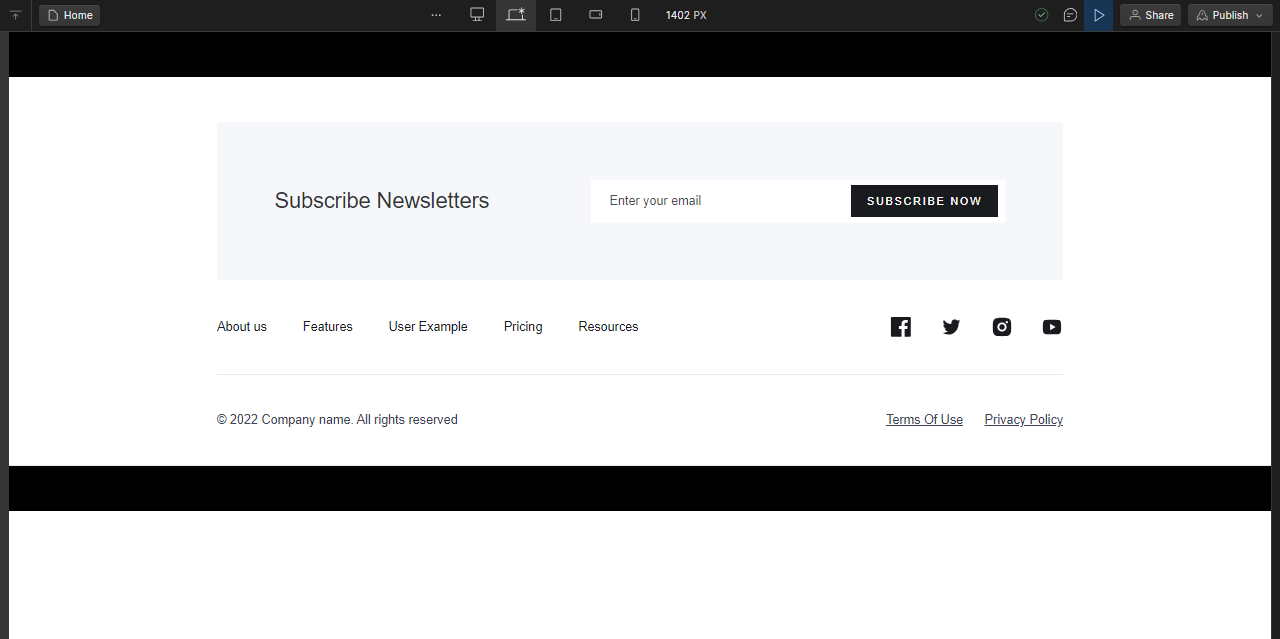 Home ... 1402 PX Share Publish
Subscribe Newsletters Enter your email SUBSCRIBE NOW
About us Features User Example Pricing Resources
© 2022 Company name. All rights reserved Terms Of Use Privacy Policy